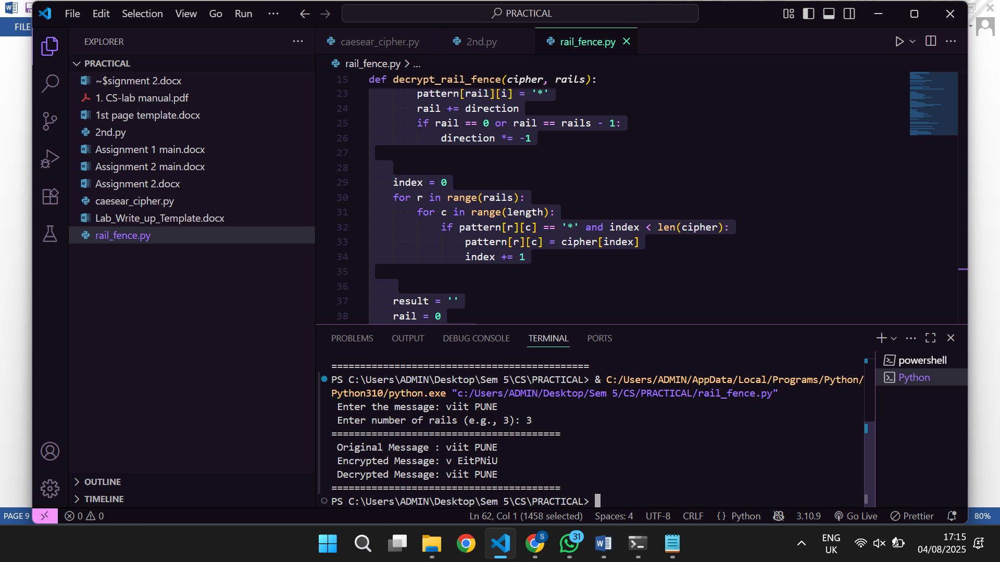 FILE
File Edit Selection View Go Run ···
PRACTICAL
EXPLORER
PRACTICAL
~$signment 2.docx
1. CS-lab manual.pdf
1st page template.docx
2nd.py
Assignment 1 main.docx
Assignment 2 main.docx
Assignment 2.docx
caesear_cipher.py
Lab_Write_up_Template.docx
rail_fence.py
OUTLINE
TIMELINE
caesear_cipher.py 2nd.py rail_fence.py
rail_fence.py > ...
15 def decrypt_rail_fence(cipher, rails):
23 pattern[rail][i] = '*'
24 rail += direction
25 if rail == 0 or rail == rails - 1:
26 direction *= -1
27
28
29 index = 0
30 for r in range(rails):
31 for c in range(length):
32 if pattern[r][c] == '*' and index < len(cipher):
33 pattern[r][c] = cipher[index]
34 index += 1
35
36
37 result = ''
38 rail = 0
PROBLEMS OUTPUT DEBUG CONSOLE TERMINAL PORTS
=============================================
PS C:\Users\ADMIN\Desktop\Sem 5\CS\PRACTICAL> & C:/Users/ADMIN/AppData/Local/Programs/Python/
Python310/python.exe "c:/Users/ADMIN/Desktop/Sem 5/CS/PRACTICAL/rail_fence.py"
Enter the message: viit PUNE
Enter number of rails (e.g., 3): 3
========================================
Original Message : viit PUNE
Encrypted Message: v EitPNiU
Decrypted Message: viit PUNE
========================================
PS C:\Users\ADMIN\Desktop\Sem 5\CS\PRACTICAL>
powershell
Python
PAGE 9
0 0
Ln 62, Col 1 (1458 selected) Spaces: 4 UTF-8 CRLF {} Python 3.10.9 Go Live Prettier
80%
S
31
ENG
UK
17:15
04/08/2025